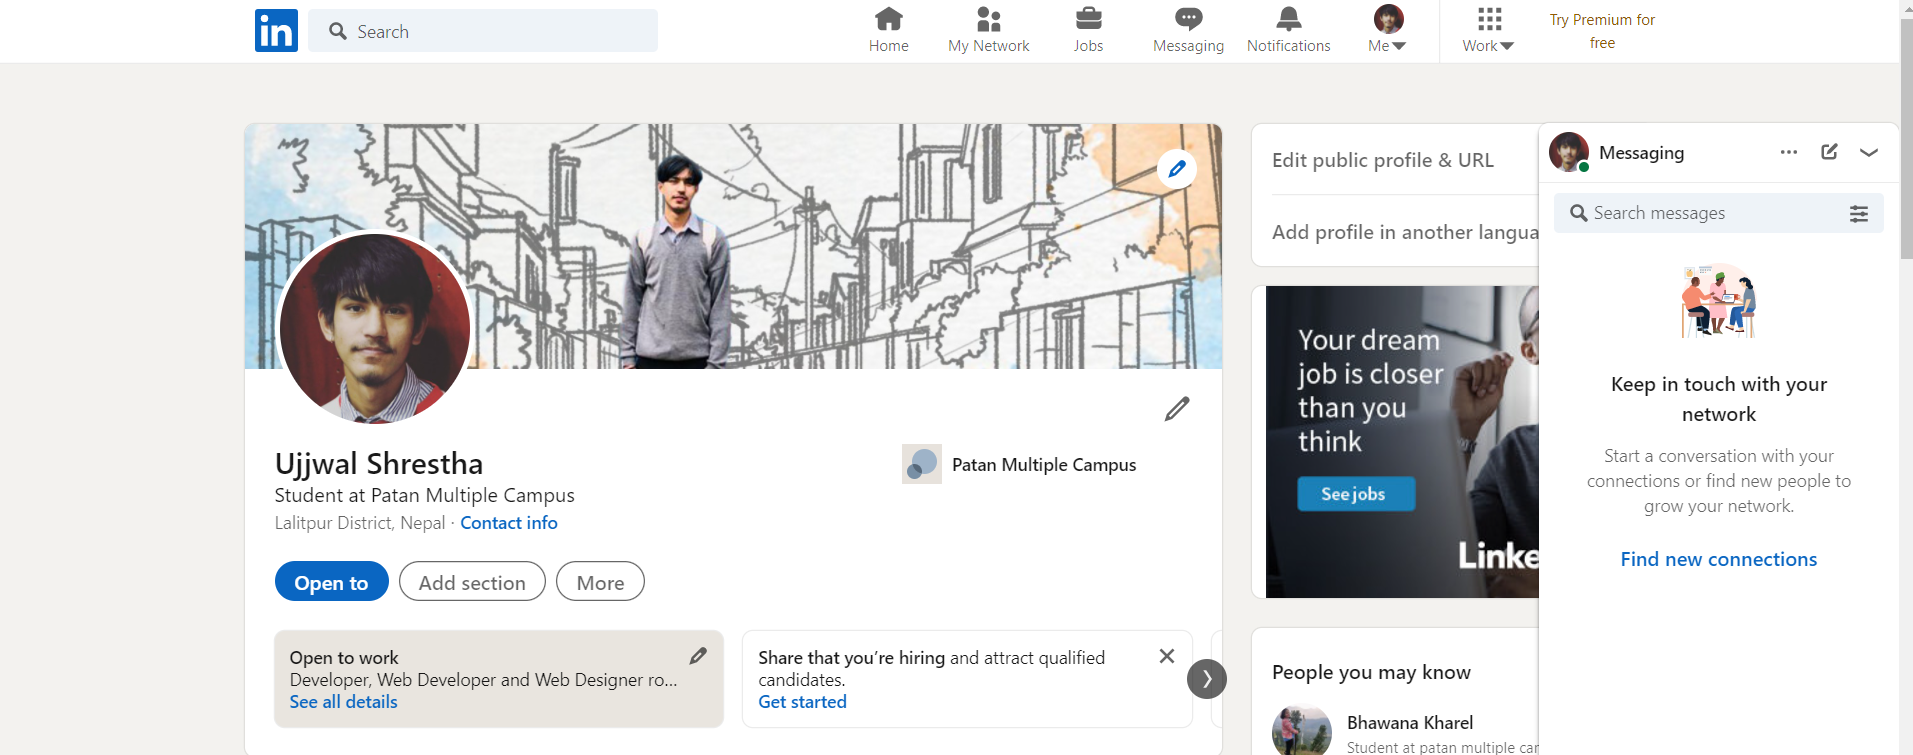 in
Search
Home
My Network
Jobs
Messaging
Notifications
Me
Work
Try Premium for
free
Ujjwal Shrestha
Student at Patan Multiple Campus
Lalitpur District, Nepal · Contact info
Patan Multiple Campus
Open to
Add section
More
Open to work
Developer, Web Developer and Web Designer ro...
See all details
Share that you’re hiring and attract qualified
candidates.
Get started
Edit public profile & URL
Add profile in another langua
Your dream
job is closer
than you
think
See jobs
Linke
People you may know
Bhawana Kharel
Student at patan multiple car
Messaging
Search messages
Keep in touch with your
network
Start a conversation with your
connections or find new people to
grow your network.
Find new connections